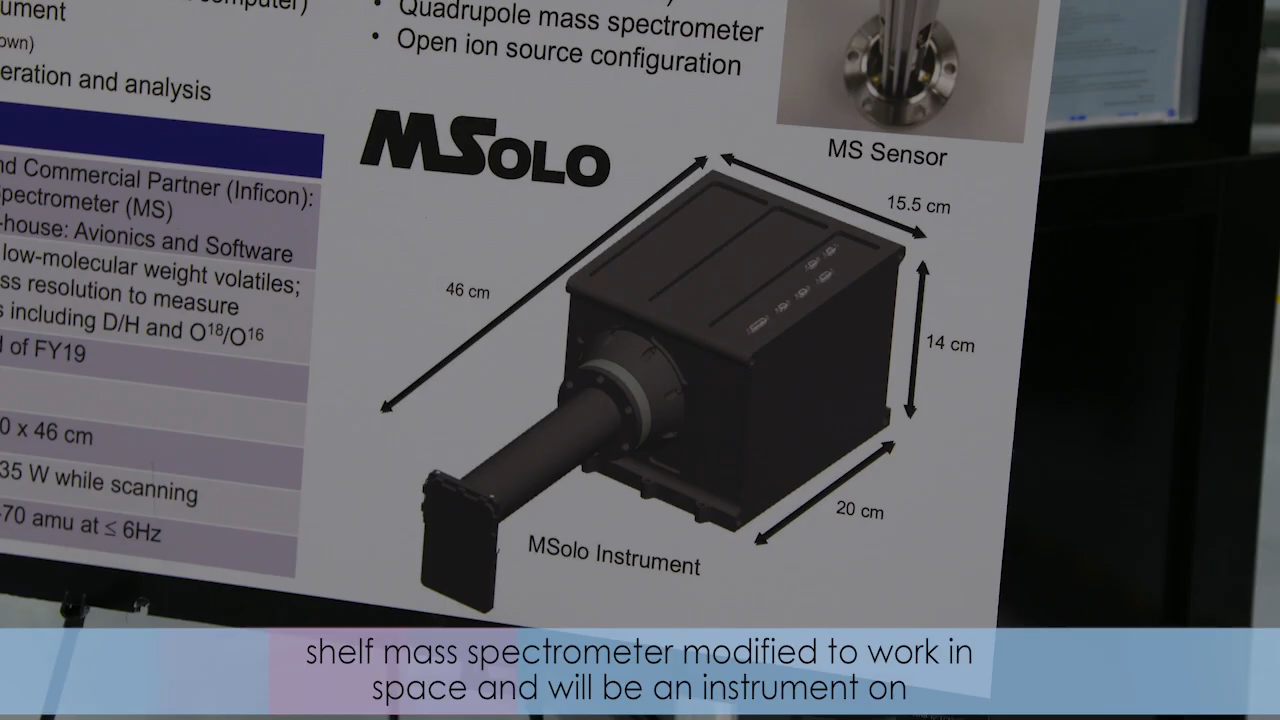 computer)
ument
own)
eration and analysis
nd Commercial Partner (Inficon):
pectrometer (MS)
-house: Avionics and Software
low-molecular weight volatiles;
ss resolution to measure
s including D/H and O18/O16
d of FY19
0 x 46 cm
35 W while scanning
-70 amu at ≤ 6Hz
• Quadrupole mass spectrometer
• Open ion source configuration
MSOLO
MS Sensor
15.5 cm
46 cm
14 cm
20 cm
MSolo Instrument
shelf mass spectrometer modified to work in
space and will be an instrument on